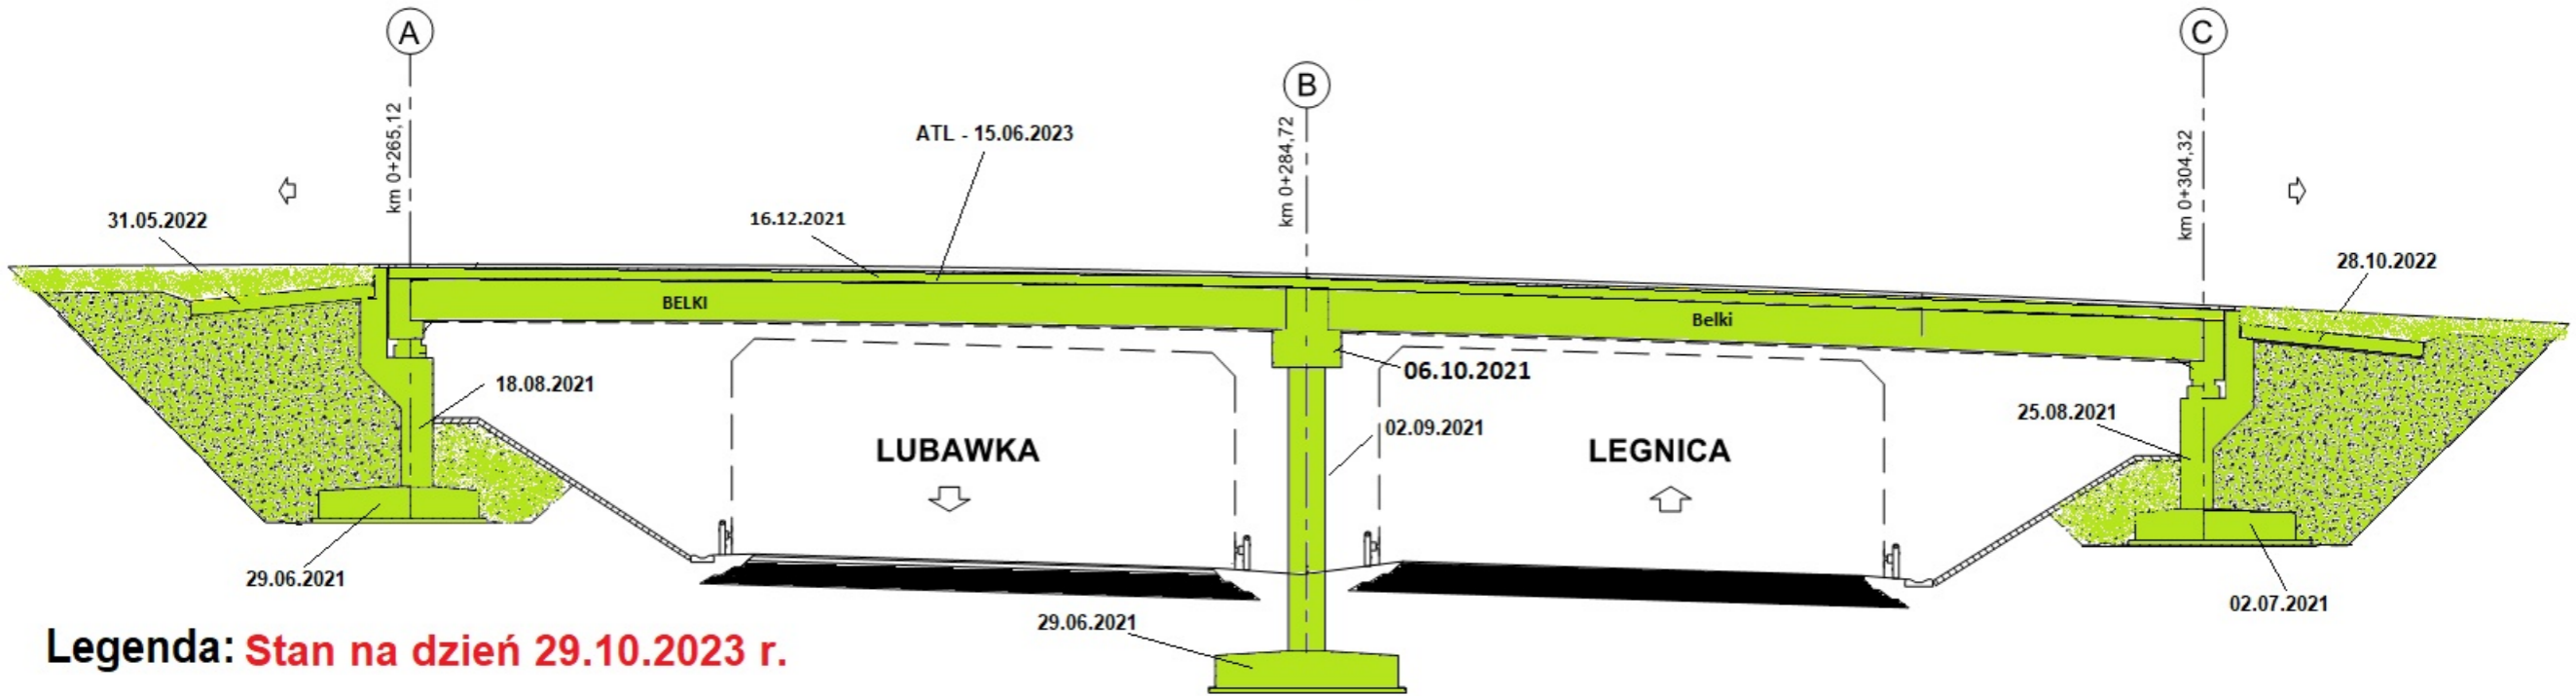 A
B
C
km 0+265,12
km 0+284,72
km 0+304,32
ATL - 15.06.2023
31.05.2022
16.12.2021
28.10.2022
BELKI
Belki
06.10.2021
18.08.2021
25.08.2021
02.09.2021
LUBAWKA
LEGNICA
29.06.2021
02.07.2021
29.06.2021
Legenda: Stan na dzień 29.10.2023 r.